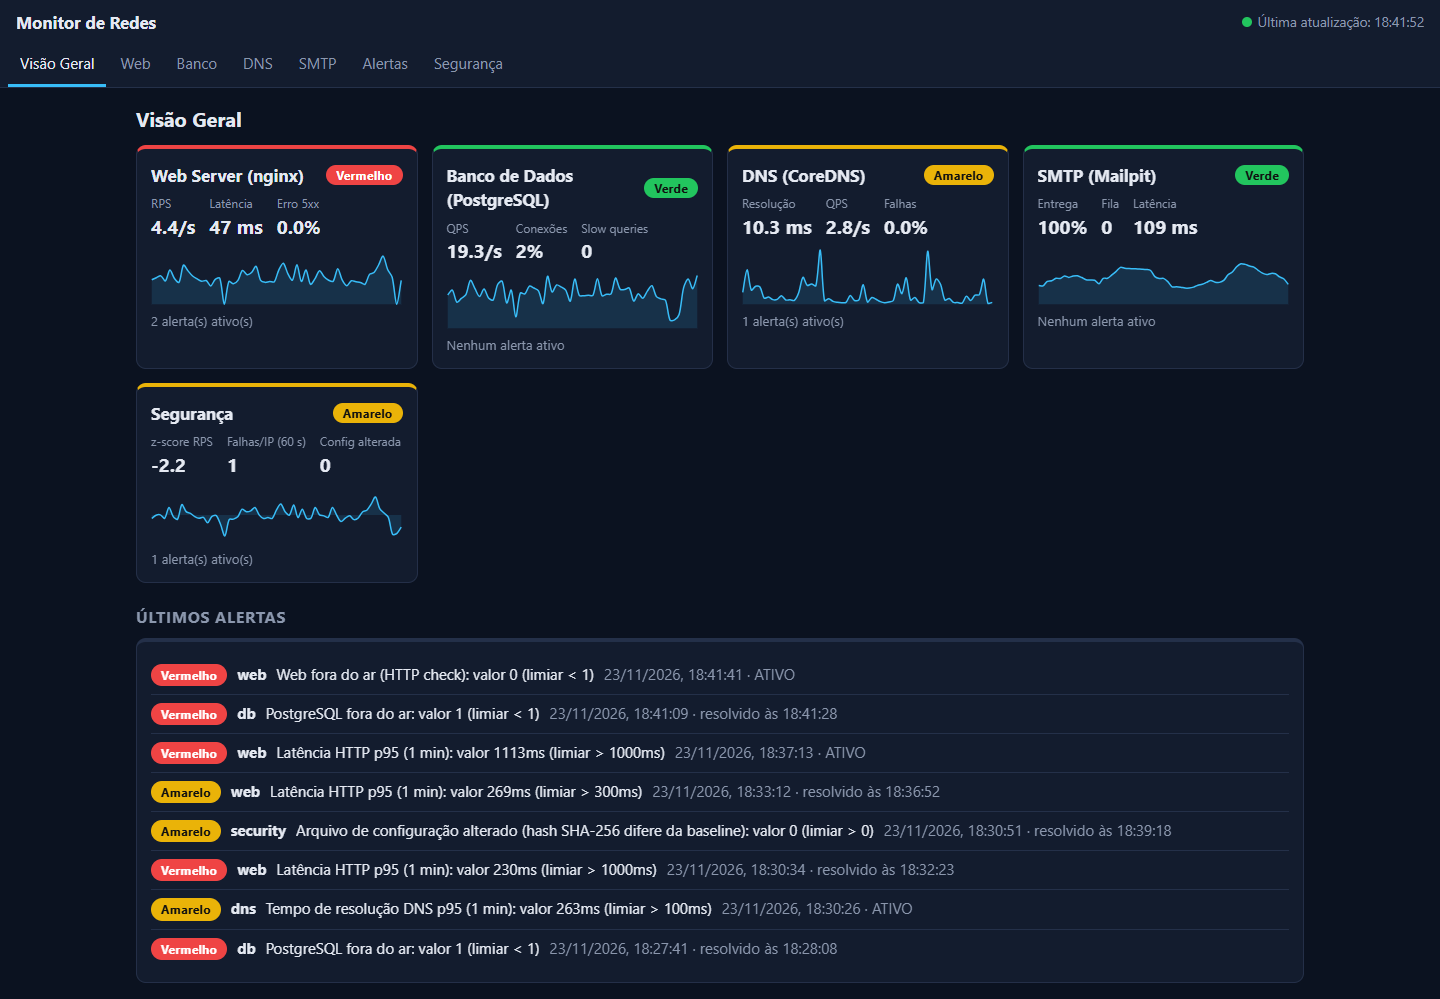 Monitor de Redes
Última atualização: 18:41:52
Visão Geral Web Banco DNS SMTP Alertas Segurança
Visão Geral
Web Server (nginx) Vermelho
RPS Latência Erro 5xx
4.4/s 47 ms 0.0%
2 alerta(s) ativo(s)
Banco de Dados
(PostgreSQL)
Verde
QPS Conexões Slow queries
19.3/s 2% 0
Nenhum alerta ativo
DNS (CoreDNS) Amarelo
Resolução QPS Falhas
10.3 ms 2.8/s 0.0%
1 alerta(s) ativo(s)
SMTP (Mailpit) Verde
Entrega Fila Latência
100% 0 109 ms
Nenhum alerta ativo
Segurança Amarelo
z-score RPS Falhas/IP (60 s) Config alterada
-2.2 1 0
1 alerta(s) ativo(s)
ÚLTIMOS ALERTAS
Vermelho web Web fora do ar (HTTP check): valor 0 (limiar < 1) 23/11/2026, 18:41:41 · ATIVO
Vermelho db PostgreSQL fora do ar: valor 1 (limiar < 1) 23/11/2026, 18:41:09 · resolvido às 18:41:28
Vermelho web Latência HTTP p95 (1 min): valor 1113ms (limiar > 1000ms) 23/11/2026, 18:37:13 · ATIVO
Amarelo web Latência HTTP p95 (1 min): valor 269ms (limiar > 300ms) 23/11/2026, 18:33:12 · resolvido às 18:36:52
Amarelo security Arquivo de configuração alterado (hash SHA-256 difere da baseline): valor 0 (limiar > 0) 23/11/2026, 18:30:51 · resolvido às 18:39:18
Vermelho web Latência HTTP p95 (1 min): valor 230ms (limiar > 1000ms) 23/11/2026, 18:30:34 · resolvido às 18:32:23
Amarelo dns Tempo de resolução DNS p95 (1 min): valor 263ms (limiar > 100ms) 23/11/2026, 18:30:26 · ATIVO
Vermelho db PostgreSQL fora do ar: valor 1 (limiar < 1) 23/11/2026, 18:27:41 · resolvido às 18:28:08